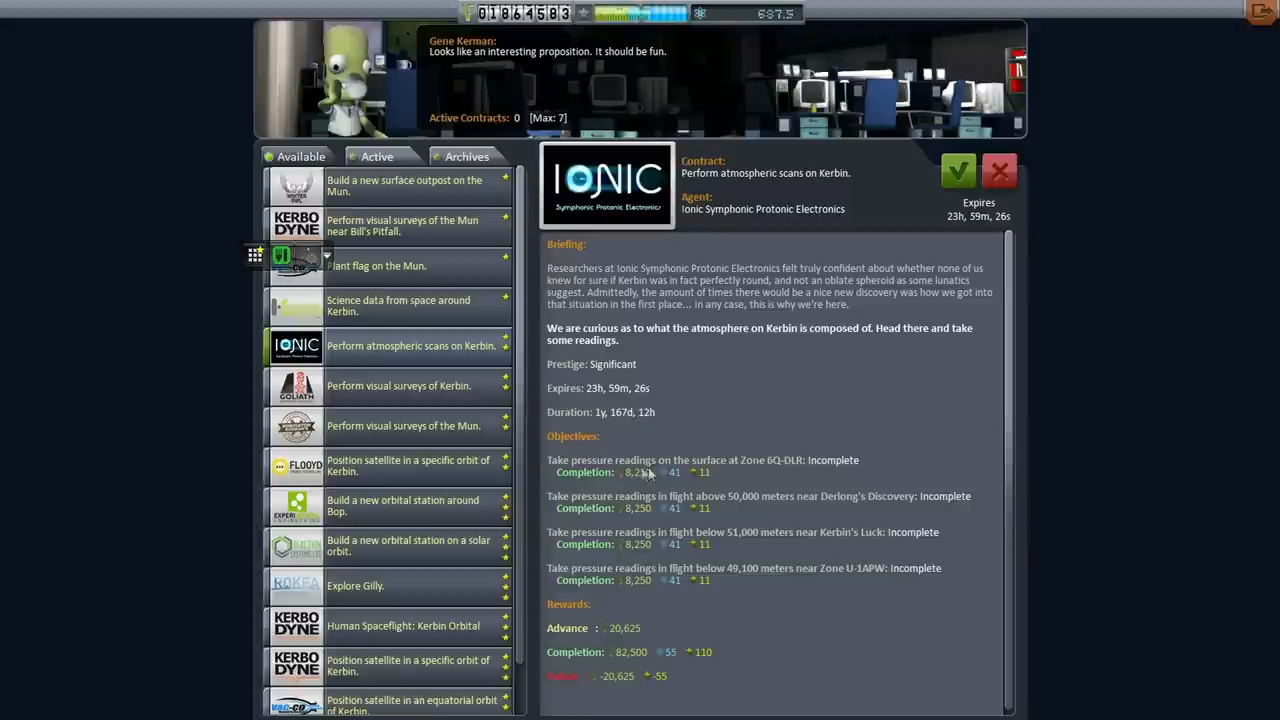 01864583
687.5
Gene Kerman:
Looks like an interesting proposition. It should be fun.
Active Contracts: 0 [Max: 7]
Available
Active
Archives
Build a new surface outpost on the
Mun.
KERBO
DYNE
Perform visual surveys of the Mun
near Bill's Pitfall.
Plant flag on the Mun.
Science data from space around
Kerbin.
IONIC
Perform atmospheric scans on Kerbin.
GOLIATH
Perform visual surveys of Kerbin.
Perform visual surveys of the Mun.
FLOOYD
Position satellite in a specific orbit of
Kerbin.
EXPERI
Build a new orbital station around
Bop.
REACTION
SYSTEMS LTD
Build a new orbital station on a solar
orbit.
ROKEA
Explore Gilly.
KERBO
DYNE
Human Spaceflight: Kerbin Orbital
KERBO
DYNE
Position satellite in a specific orbit of
Kerbin.
VAC-CO
Position satellite in an equatorial orbit
of Kerbin.
IONIC
Symphonic Protonic Electronics
Contract:
Perform atmospheric scans on Kerbin.
Agent:
Ionic Symphonic Protonic Electronics
Expires
23h, 59m, 26s
Briefing:
Researchers at Ionic Symphonic Protonic Electronics felt truly confident about whether none of us
knew for sure if Kerbin was in fact perfectly round, and not an oblate spheroid as some lunatics
suggest. Admittedly, the amount of times there would be a nice new discovery was how we got into
that situation in the first place... In any case, this is why we're here.
We are curious as to what the atmosphere on Kerbin is composed of. Head there and take
some readings.
Prestige: Significant
Expires: 23h, 59m, 26s
Duration: 1y, 167d, 12h
Objectives:
Take pressure readings on the surface at Zone 6Q-DLR: Incomplete
Completion: 41 11
Take pressure readings in flight above 50,000 meters near Derlong's Discovery: Incomplete
Completion: 8,250 41 11
Take pressure readings in flight below 51,000 meters near Kerbin's Luck: Incomplete
Completion: 8,250 41 11
Take pressure readings in flight below 49,100 meters near Zone U-1APW: Incomplete
Completion: 8,250 41 11
Rewards:
Advance : 20,625
Completion: 82,500 55 110
-20,625 -55